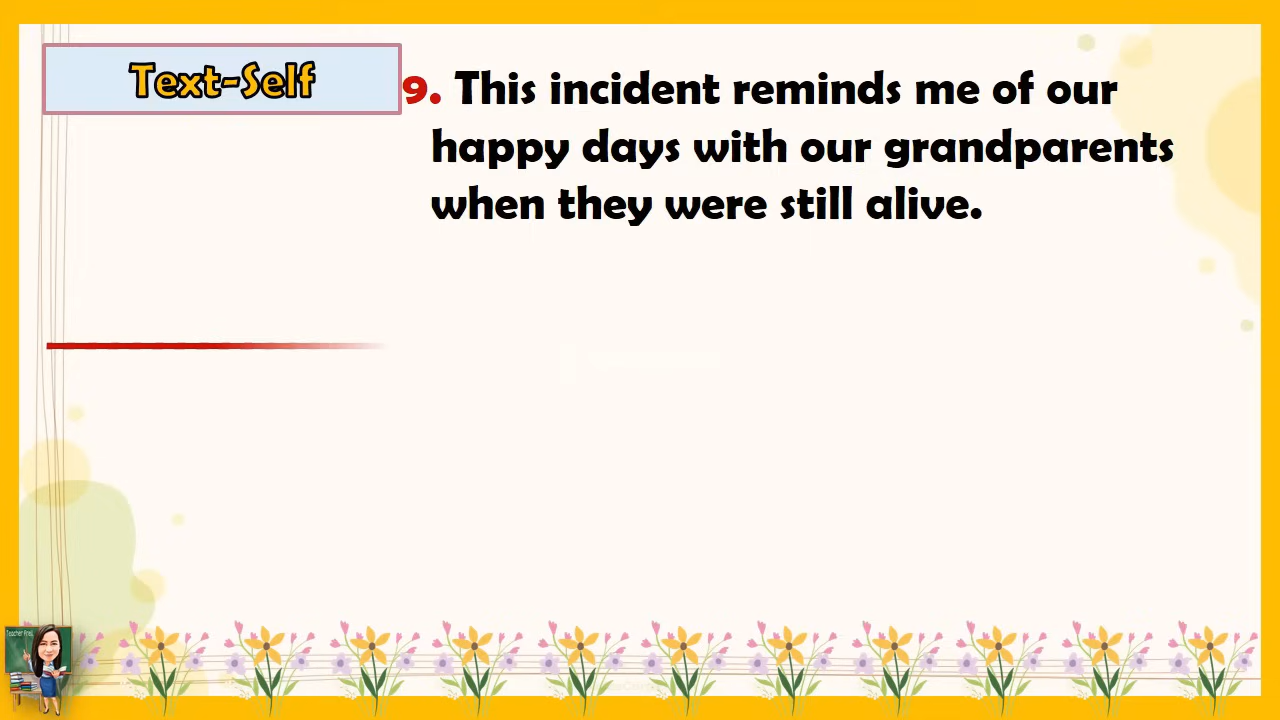 Text-Self
9. This incident reminds me of our
happy days with our grandparents
when they were still alive.